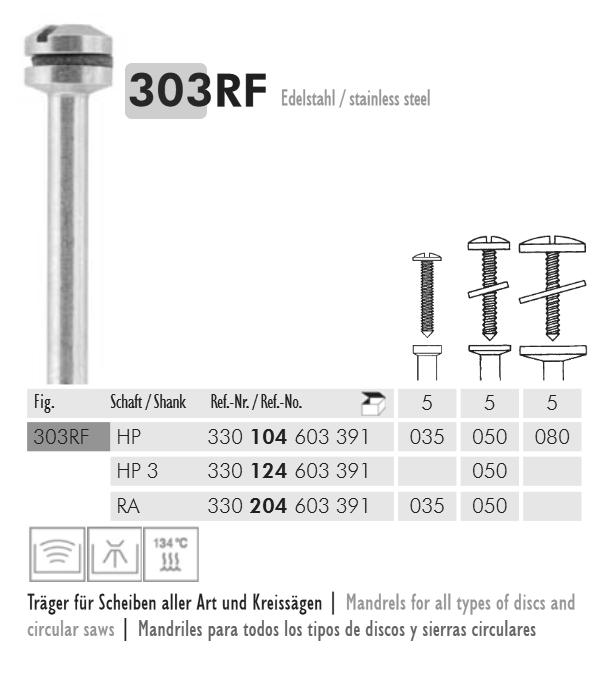 303RF Edelstahl / stainless steel
Fig. Schaft / Shank Ref.-Nr. / Ref.-No. 5 5 5
303RF HP 330 104 603 391 035 050 080
HP 3 330 124 603 391 050
RA 330 204 603 391 035 050
134 °C
Träger für Scheiben aller Art und Kreissägen | Mandrels for all types of discs and
circular saws | Mandriles para todos los tipos de discos y sierras circulares